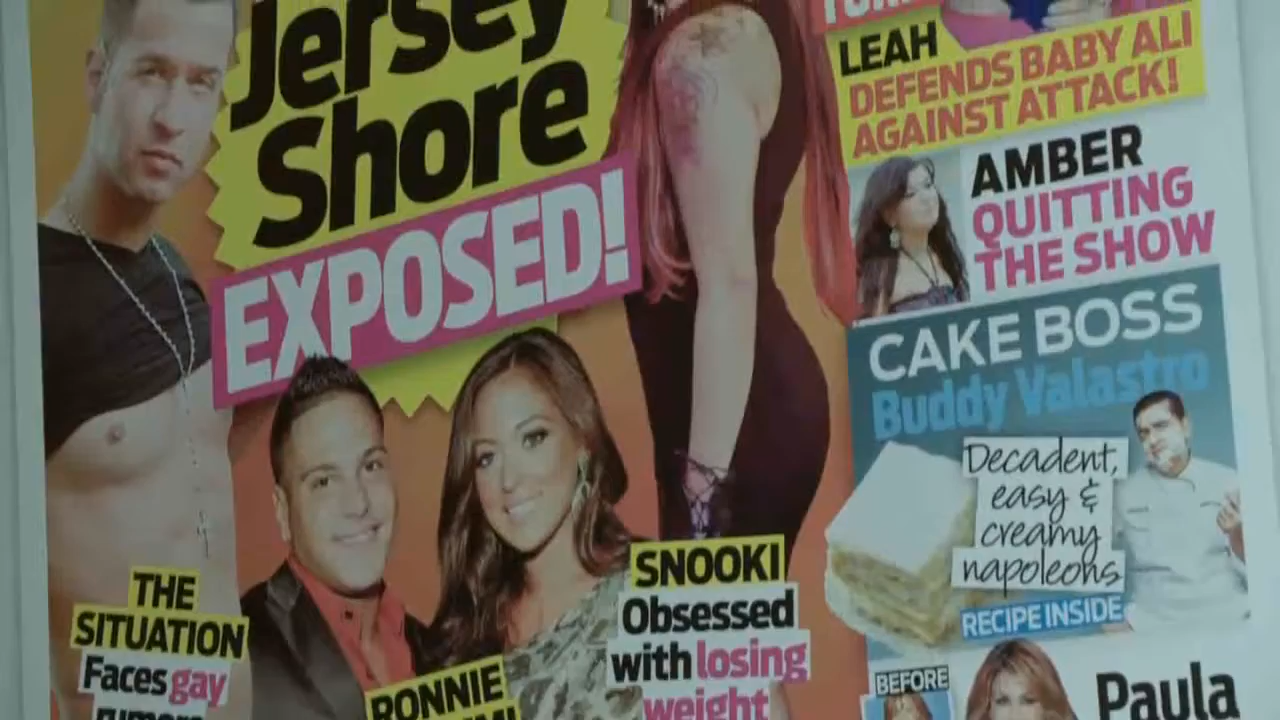 Jersey
Shore
EXPOSED!
THE
SITUATION
Faces gay
rumors
RONNIE
SNOOKI
Obsessed
with losing
weight
LEAH
DEFENDS BABY ALI
AGAINST ATTACK!
AMBER
QUITTING
THE SHOW
CAKE BOSS
Buddy Valastro
Decadent,
easy &
creamy
napoleons
RECIPE INSIDE
BEFORE
Paula